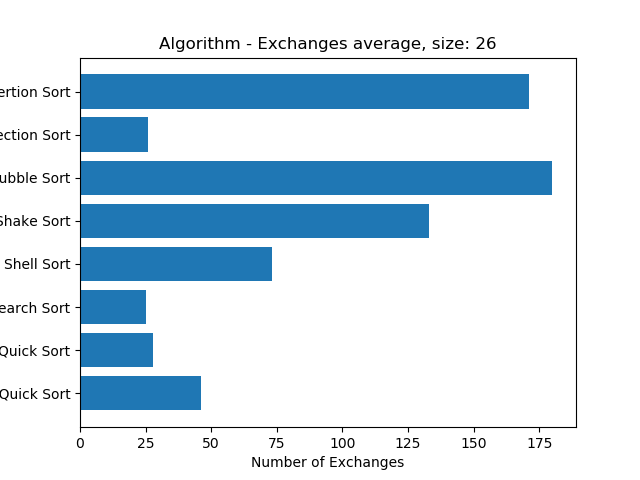 Algorithm - Exchanges average, size: 26
ertion Sort
ection Sort
ubble Sort
Shake Sort
Shell Sort
earch Sort
Quick Sort
Quick Sort
0 25 50 75 100 125 150 175
Number of Exchanges